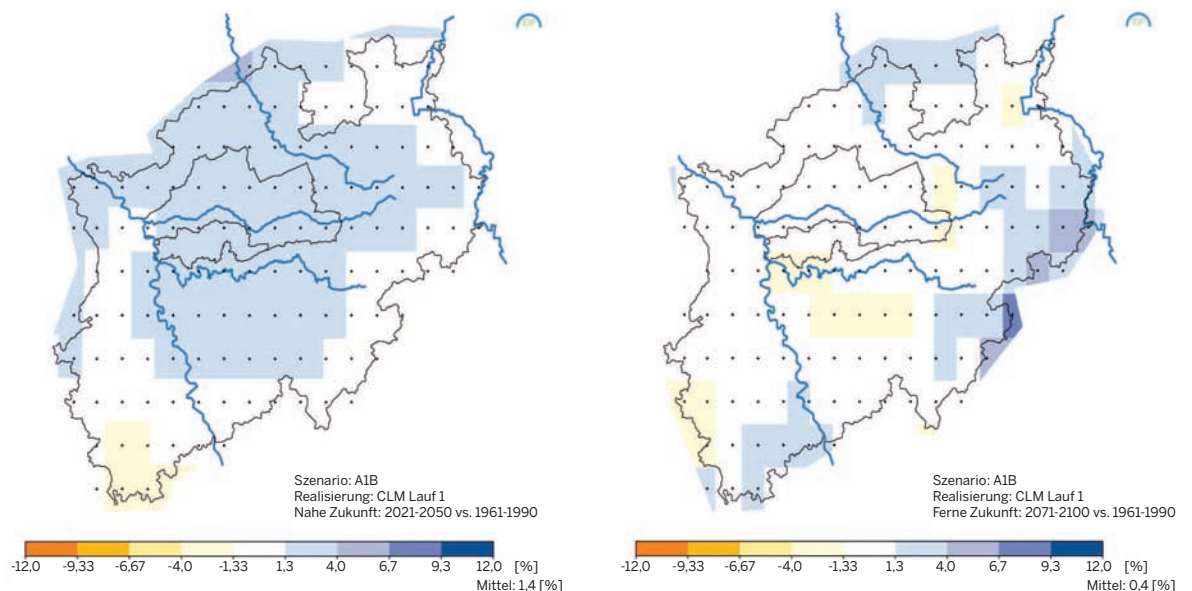 Szenario: A1B
Realisierung: CLM Lauf 1
Nahe Zukunft: 2021-2050 vs. 1961-1990
-12,0 -9,33 -6,67 -4,0 -1,33 1,3 4,0 6,7 9,3 12,0 [%]
Mittel: 1,4 [%]
Szenario: A1B
Realisierung: CLM Lauf 1
Ferne Zukunft: 2071-2100 vs. 1961-1990
-12,0 -9,33 -6,67 -4,0 -1,33 1,3 4,0 6,7 9,3 12,0 [%]
Mittel: 0,4 [%]